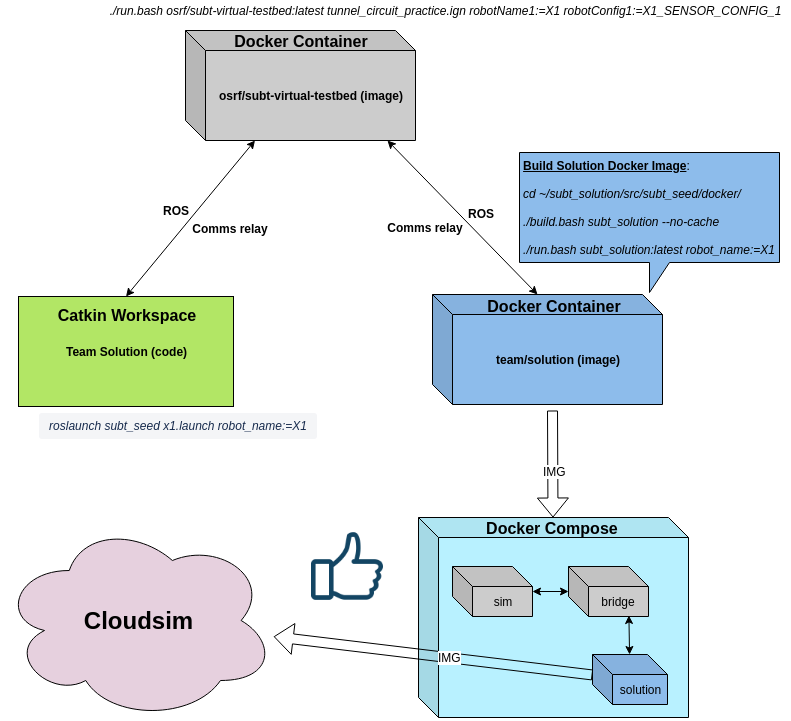 ./run.bash osrf/subt-virtual-testbed:latest tunnel_circuit_practice.ign robotName1:=X1 robotConfig1:=X1_SENSOR_CONFIG_1
Docker Container
osrf/subt-virtual-testbed (image)
Build Solution Docker Image:
cd ~/subt_solution/src/subt_seed/docker/
./build.bash subt_solution --no-cache
./run.bash subt_solution:latest robot_name:=X1
ROS
Comms relay
ROS
Comms relay
Catkin Workspace
Team Solution (code)
roslaunch subt_seed x1.launch robot_name:=X1
Docker Container
team/solution (image)
IMG
Docker Compose
sim
bridge
solution
IMG
Cloudsim